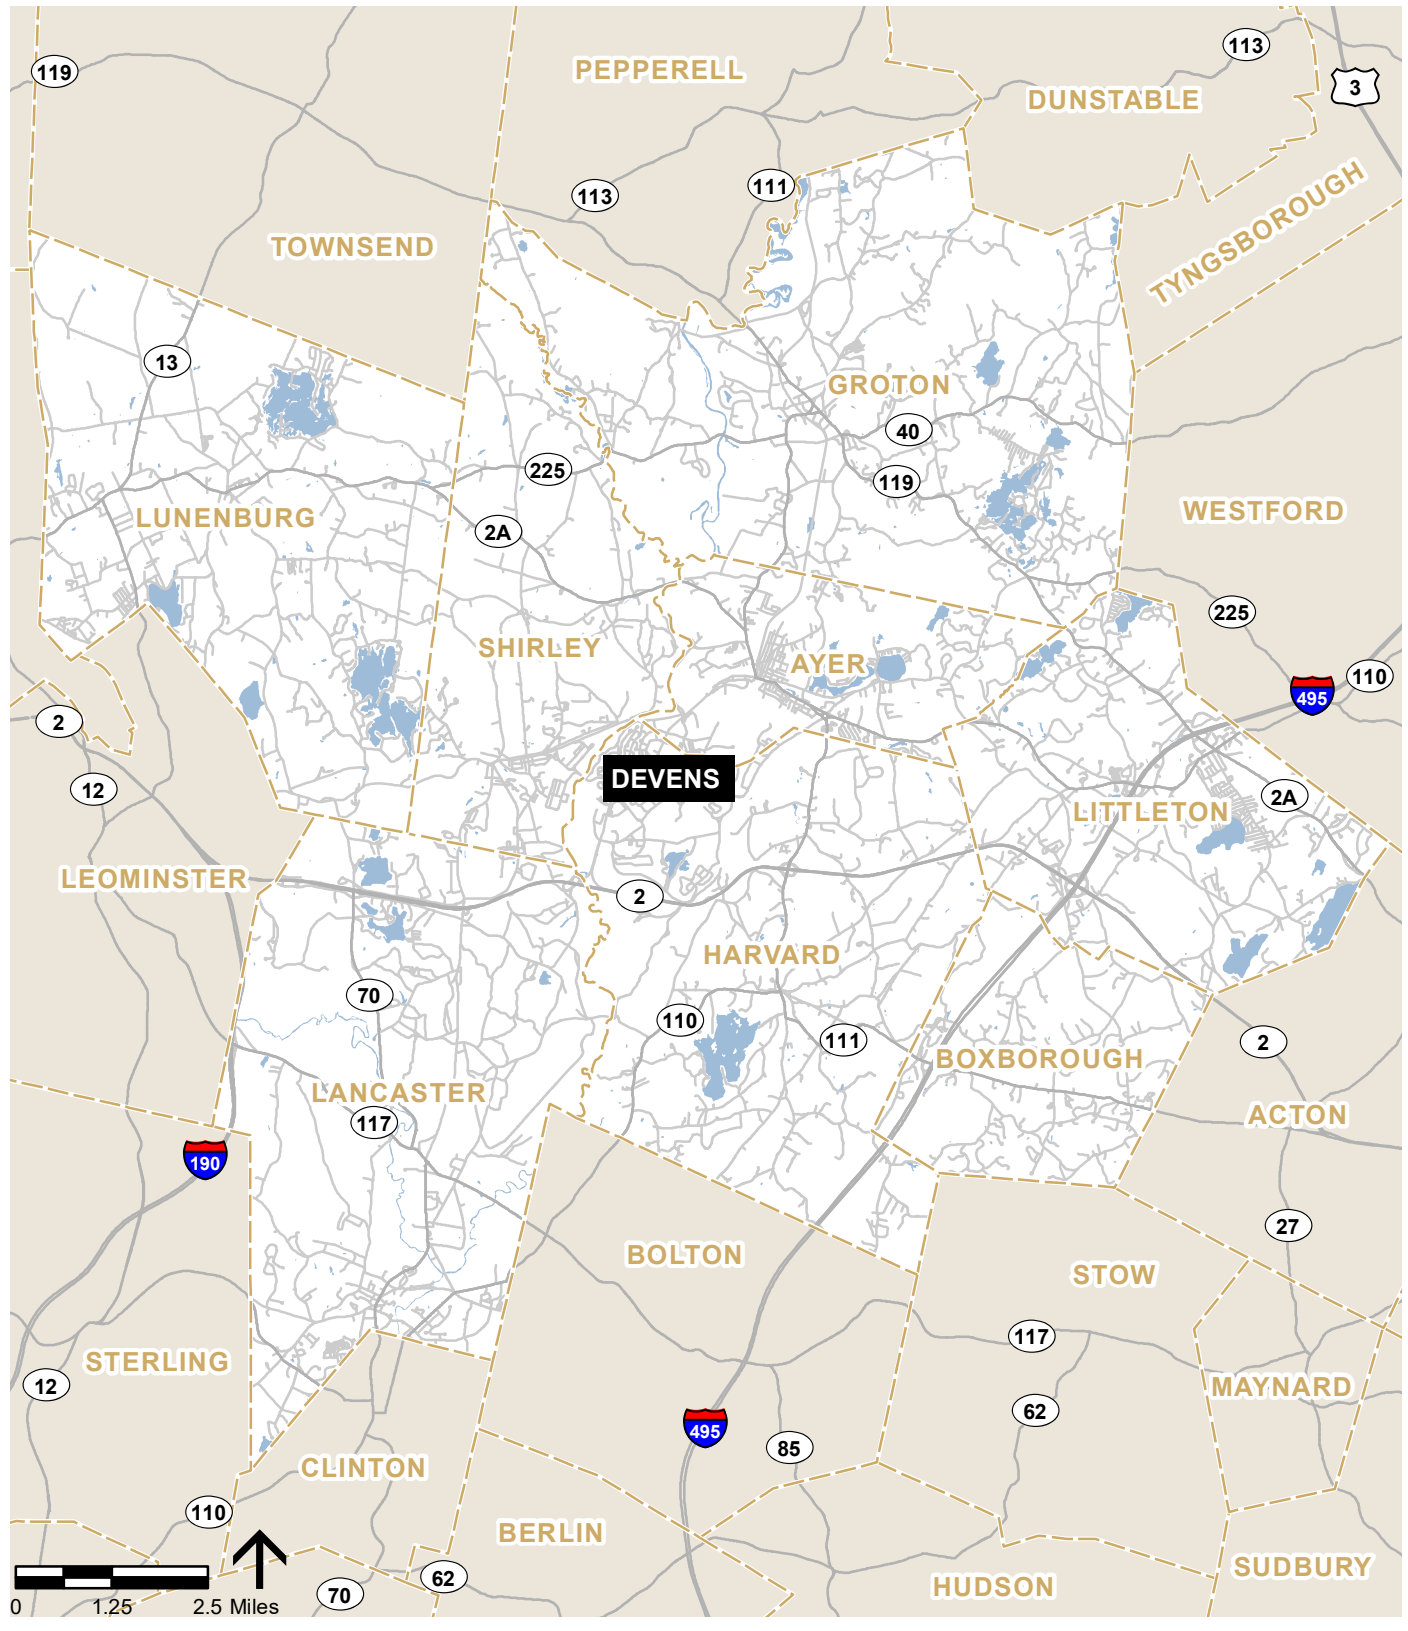 113
119
PEPPERELL
3
DUNSTABLE
113
111
TYNGSBOROUGH
TOWNSEND
13
GROTON
40
225
119
WESTFORD
LUNENBURG
2A
225
SHIRLEY
AYER
110
495
2
DEVENS
12
2A
LITTLETON
LEOMINSTER
2
HARVARD
70
110
111
2
BOXBOROUGH
LANCASTER
ACTON
117
190
27
BOLTON
STOW
117
STERLING
12
MAYNARD
62
495
85
CLINTON
110
BERLIN
SUDBURY
62
HUDSON
70
0 1.25 2.5 Miles